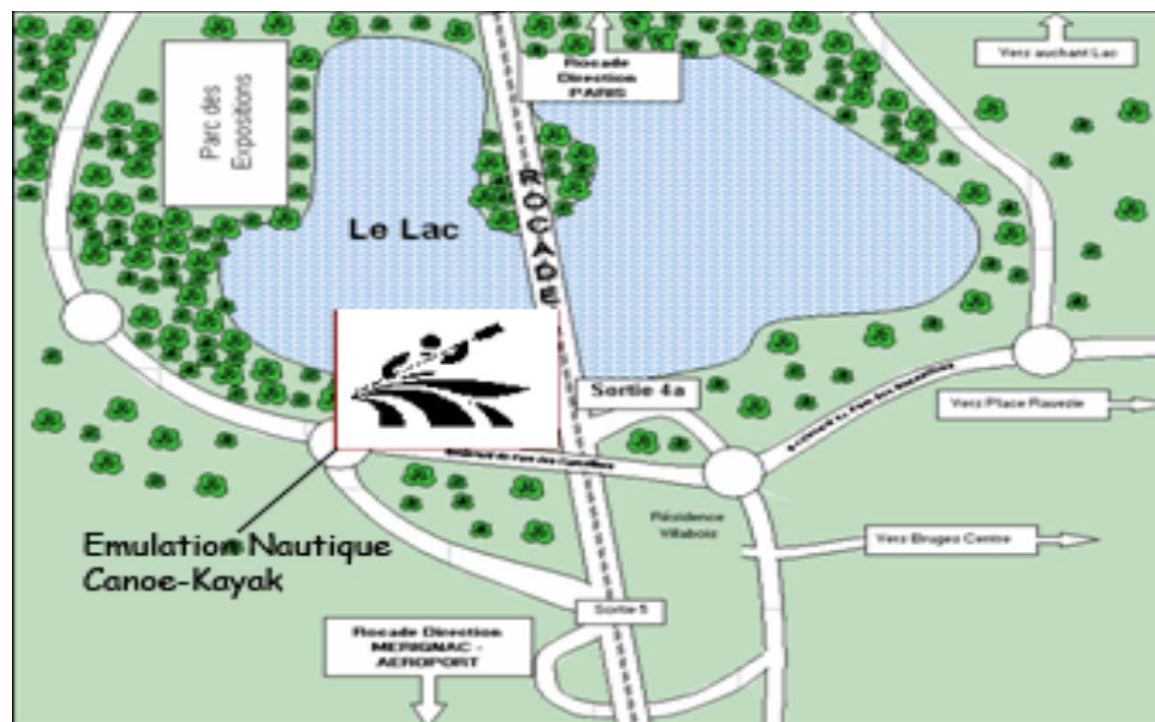 Rocade
Direction
PARIS
Vers auchant Lac
Parc des
Expositions
Le Lac
ROCADE
Sortie 4a
Vers Place Ravezie
Résidence
Villabois
Vers Bruges Centre
Emulation Nautique
Canoe-Kayak
Sortie 5
Rocade Direction
MERIGNAC -
AEROPORT